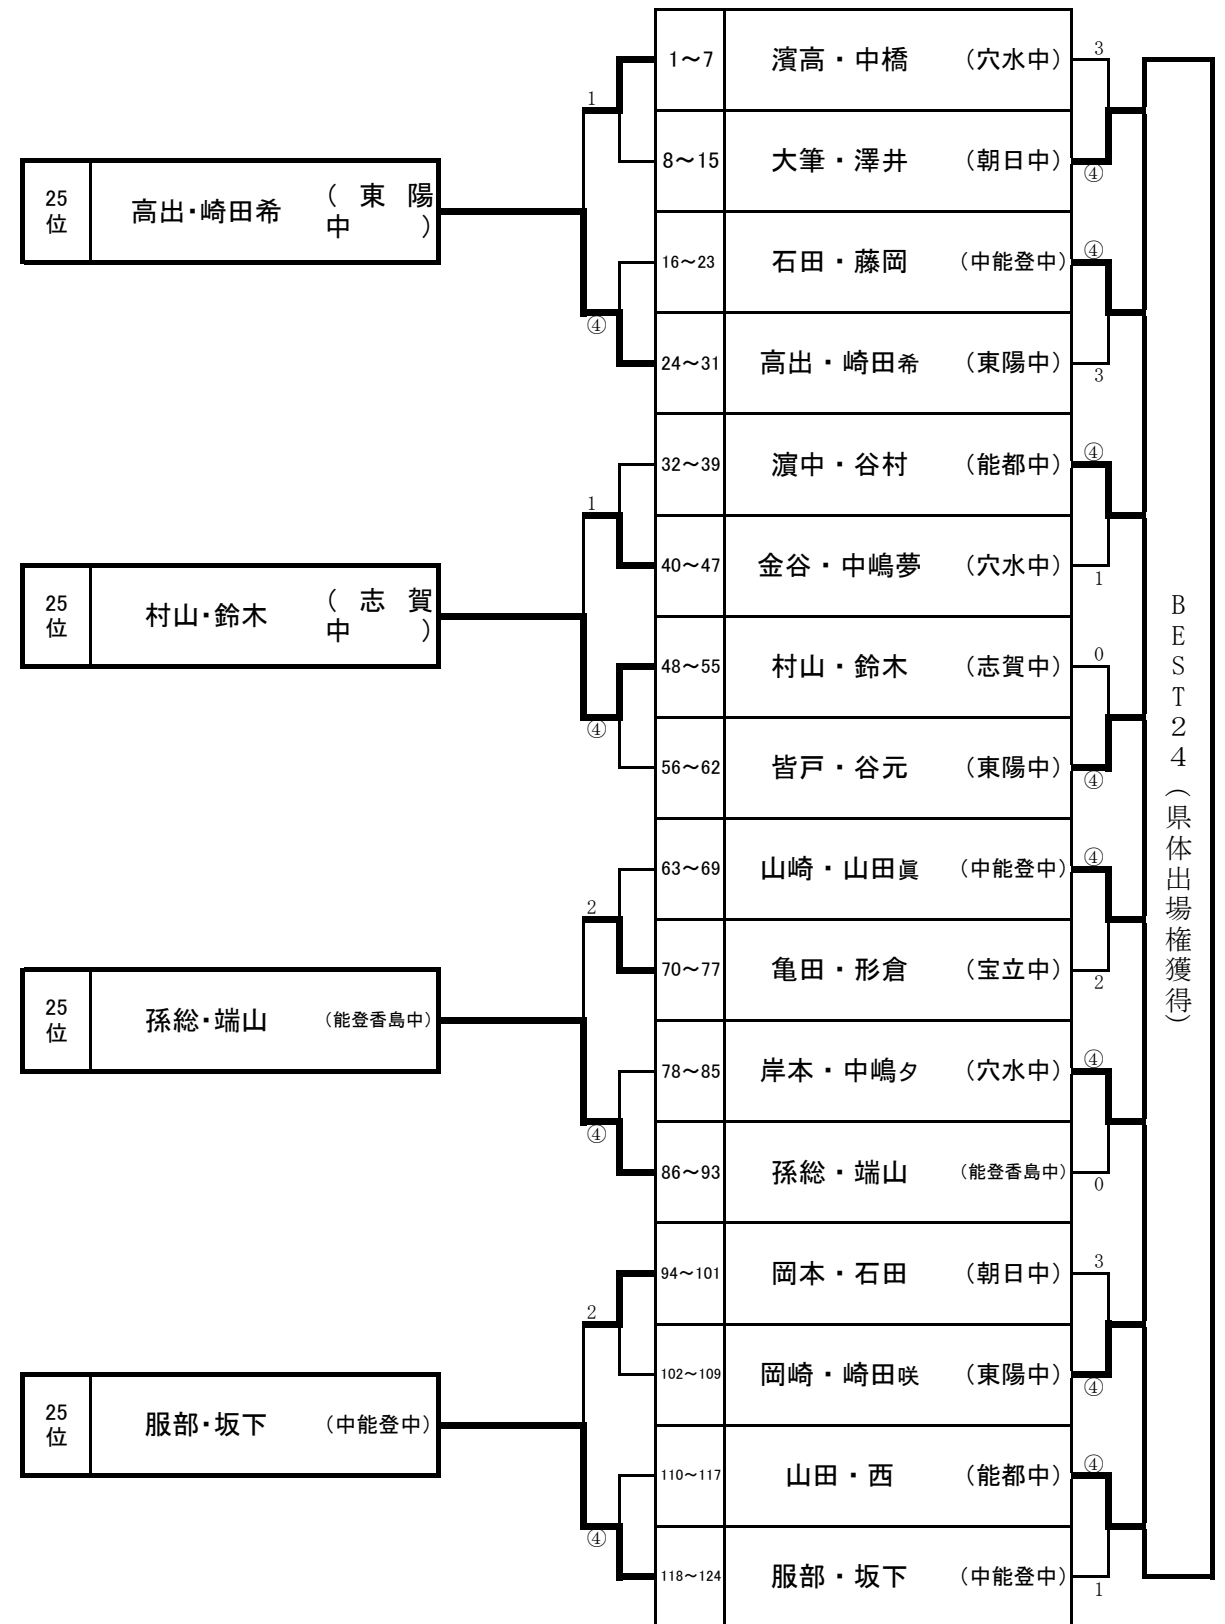 1～7 濱高・中橋 （穴水中） 3
1
8～15 大筆・澤井 （朝日中） ④
25位 高出・崎田希 （東陽中）
16～23 石田・藤岡 （中能登中） ④
④
24～31 高出・崎田希 （東陽中） 3
32～39 濵中・谷村 （能都中） ④
1
40～47 金谷・中嶋夢 （穴水中） 1
25位 村山・鈴木 （志賀中）
48～55 村山・鈴木 （志賀中） 0
④
56～62 皆戸・谷元 （東陽中） ④
63～69 山崎・山田眞 （中能登中） ④
2
70～77 亀田・形倉 （宝立中） 2
25位 孫総・端山 （能登香島中）
78～85 岸本・中嶋夕 （穴水中） ④
④
86～93 孫総・端山 （能登香島中） 0
94～101 岡本・石田 （朝日中） 3
2
102～109 岡崎・崎田咲 （東陽中） ④
25位 服部・坂下 （中能登中）
110～117 山田・西 （能都中） ④
④
118～124 服部・坂下 （中能登中） 1
BEST24（県体出場権獲得）